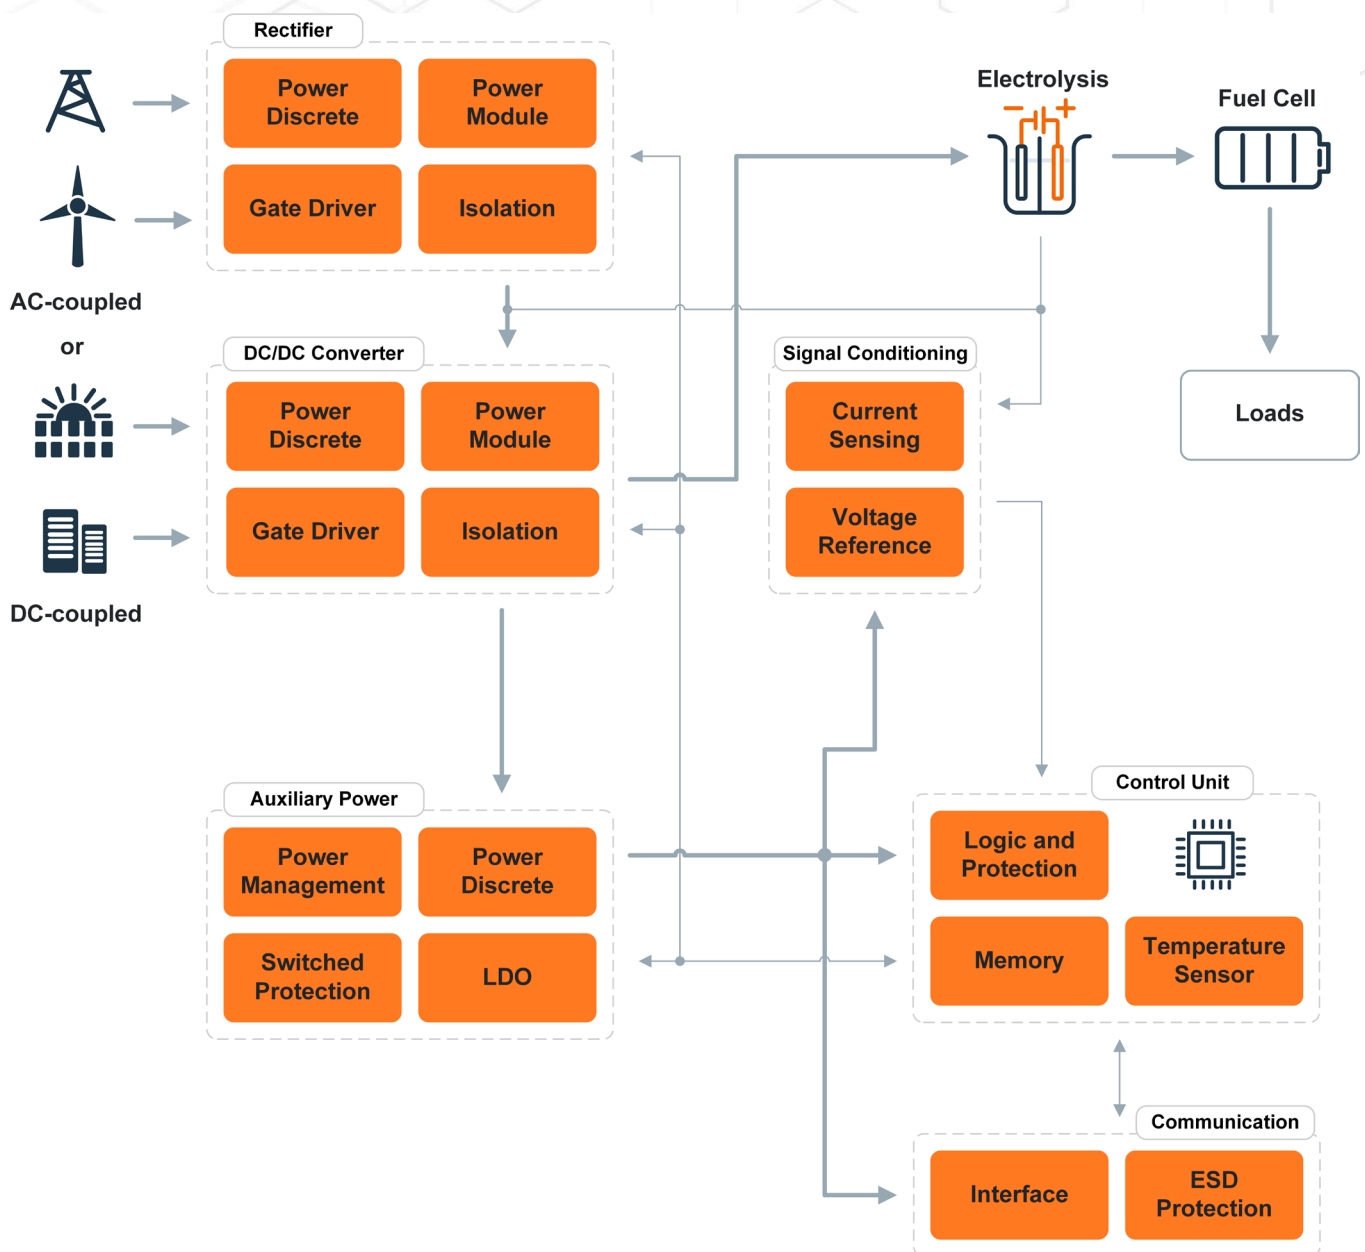 Rectifier
Power
Discrete
Power
Module
Gate Driver
Isolation
AC-coupled
or
DC-coupled
Electrolysis
Fuel Cell
Loads
DC/DC Converter
Power
Discrete
Power
Module
Gate Driver
Isolation
Signal Conditioning
Current
Sensing
Voltage
Reference
Auxiliary Power
Power
Management
Power
Discrete
Switched
Protection
LDO
Control Unit
Logic and
Protection
Memory
Temperature
Sensor
Communication
Interface
ESD
Protection